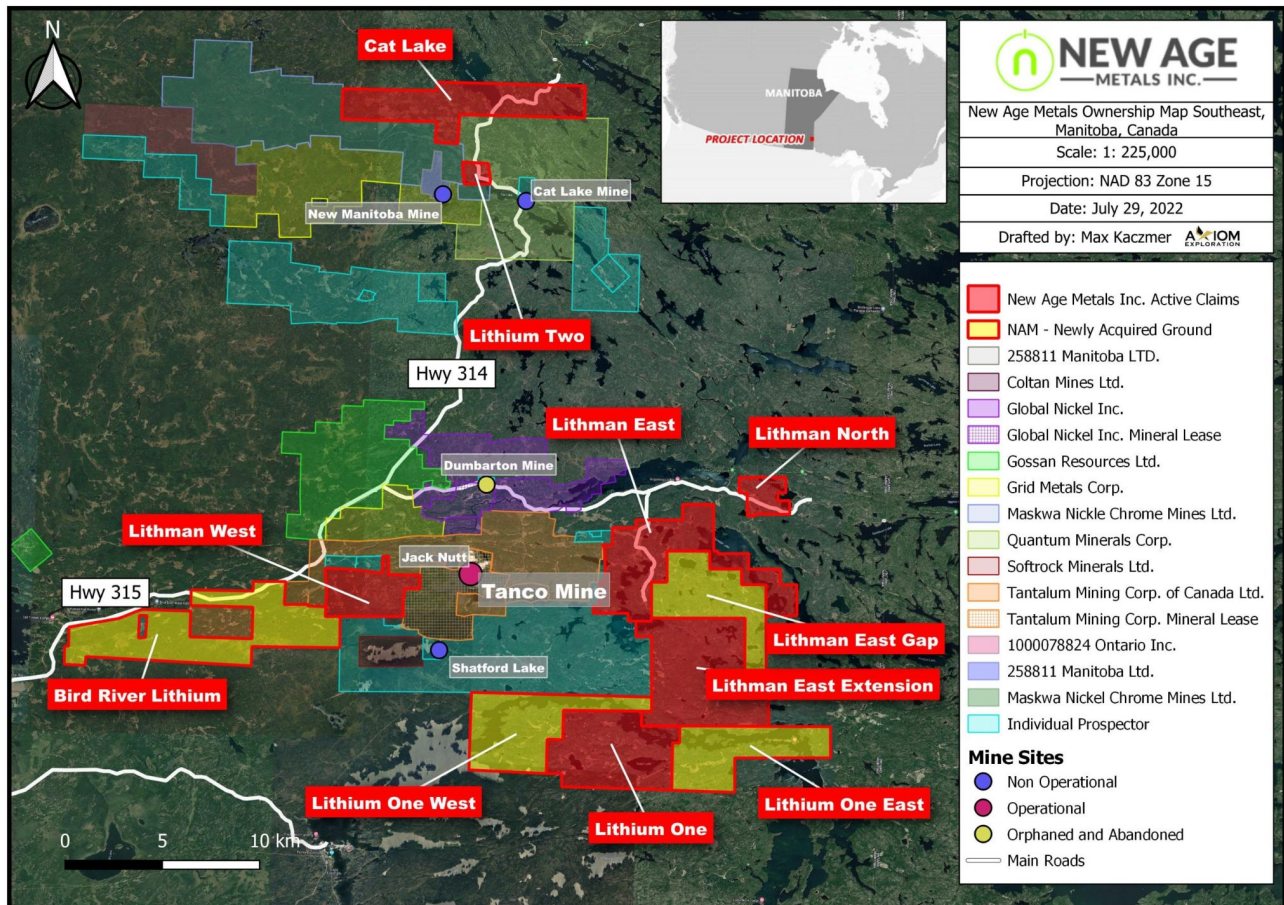 N
Cat Lake
MANITOBA
PROJECT LOCATION
NEW AGE
METALS INC.
New Age Metals Ownership Map Southeast,
Manitoba, Canada
Scale: 1: 225,000
Projection: NAD 83 Zone 15
Date: July 29, 2022
Drafted by: Max Kaczmer AXIOM
EXPLORATION
New Manitoba Mine
Cat Lake Mine
Lithium Two
Hwy 314
Lithman East
Lithman North
Dumbarton Mine
Lithman West
Jack Nutt
Tanco Mine
Hwy 315
Lithman East Gap
Shatford Lake
Bird River Lithium
Lithman East Extension
Lithium One West
Lithium One East
Lithium One
0 5 10 km
New Age Metals Inc. Active Claims
NAM - Newly Acquired Ground
258811 Manitoba LTD.
Coltan Mines Ltd.
Global Nickel Inc.
Global Nickel Inc. Mineral Lease
Gossan Resources Ltd.
Grid Metals Corp.
Maskwa Nickle Chrome Mines Ltd.
Quantum Minerals Corp.
Softrock Minerals Ltd.
Tantalum Mining Corp. of Canada Ltd.
Tantalum Mining Corp. Mineral Lease
1000078824 Ontario Inc.
258811 Manitoba Ltd.
Maskwa Nickel Chrome Mines Ltd.
Individual Prospector
Mine Sites
Non Operational
Operational
Orphaned and Abandoned
Main Roads